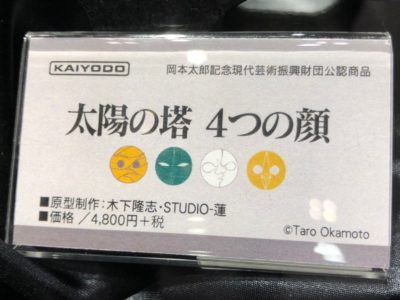 KAIYODO
岡本太郎記念現代芸術振興財団公認商品
太陽の塔 4つの顔
■原型制作：木下隆志・STUDIO-蓮
■価格 ／4,800円＋税
©Taro Okamoto